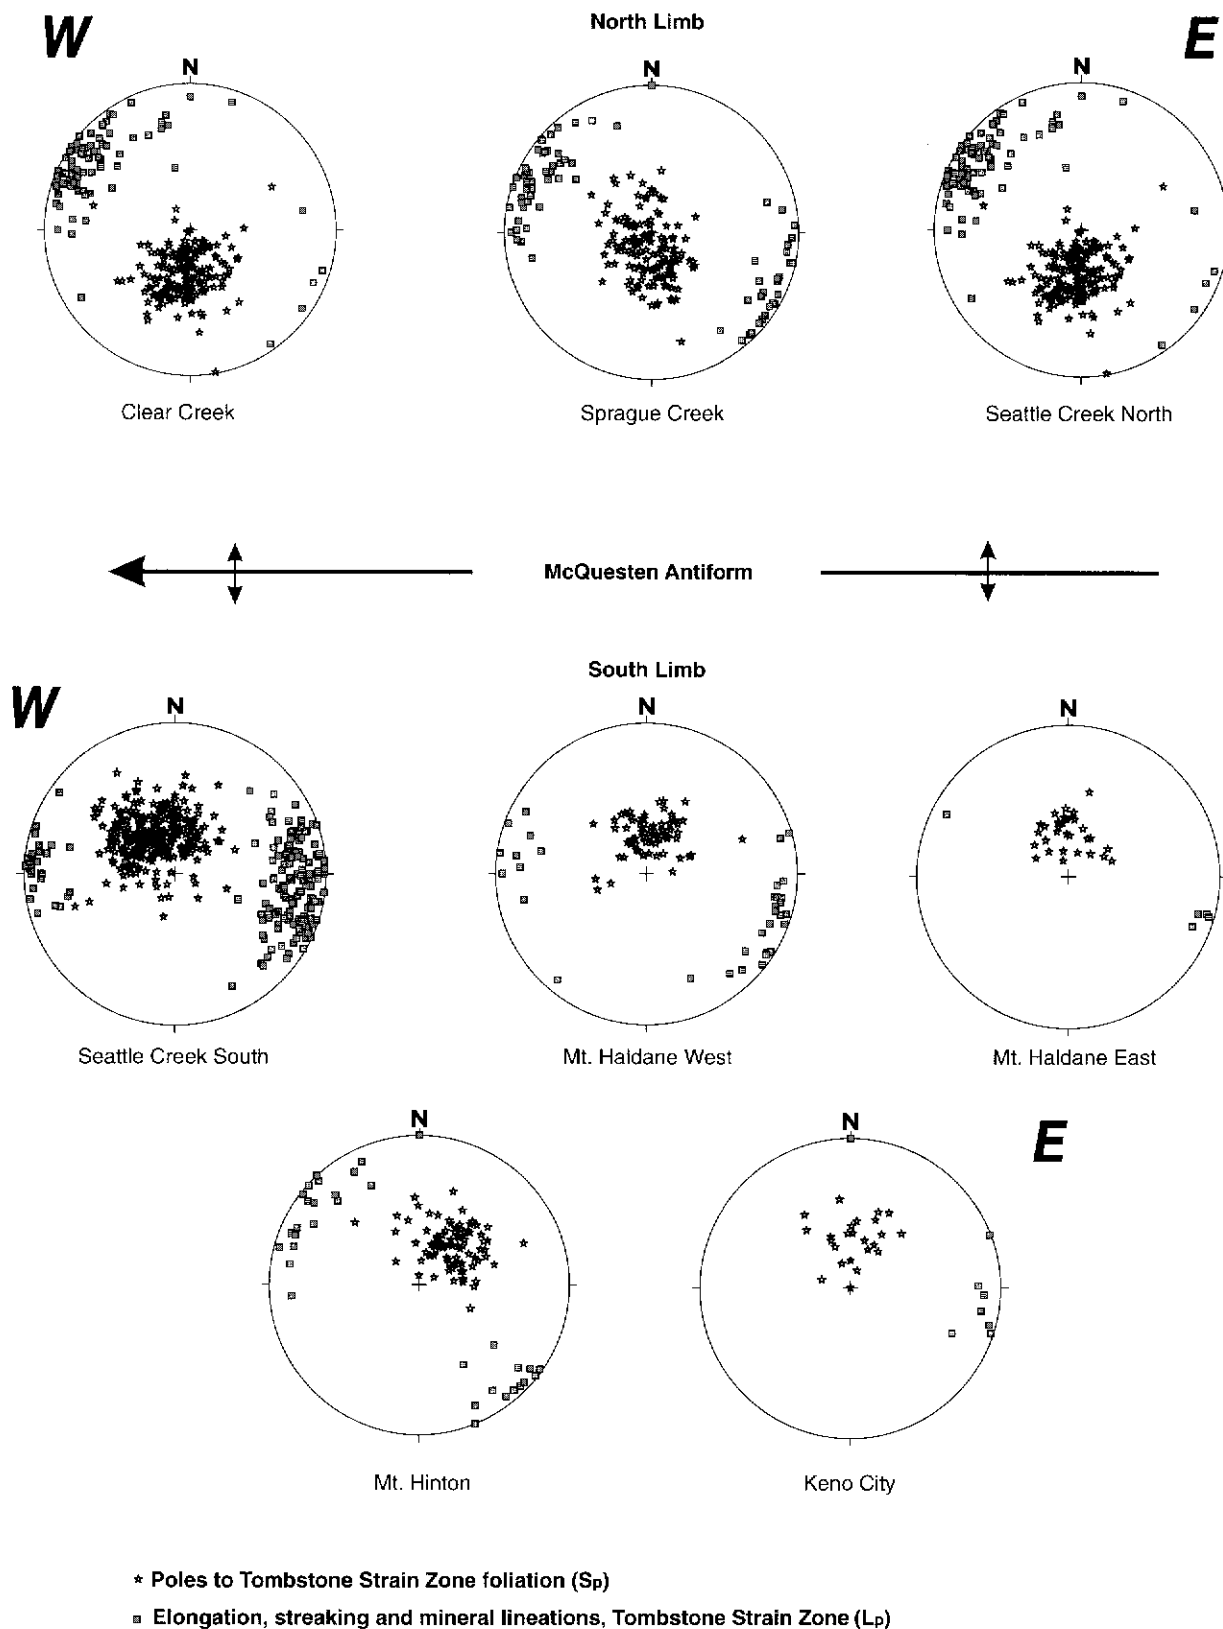 W
North Limb
E
N
N
N
Clear Creek
Sprague Creek
Seattle Creek North
McQuesten Antiform
South Limb
W
N
N
N
Seattle Creek South
Mt. Haldane West
Mt. Haldane East
N
N
E
Mt. Hinton
Keno City
Poles to Tombstone Strain Zone foliation (Sp)
Elongation, streaking and mineral lineations, Tombstone Strain Zone (Lp)